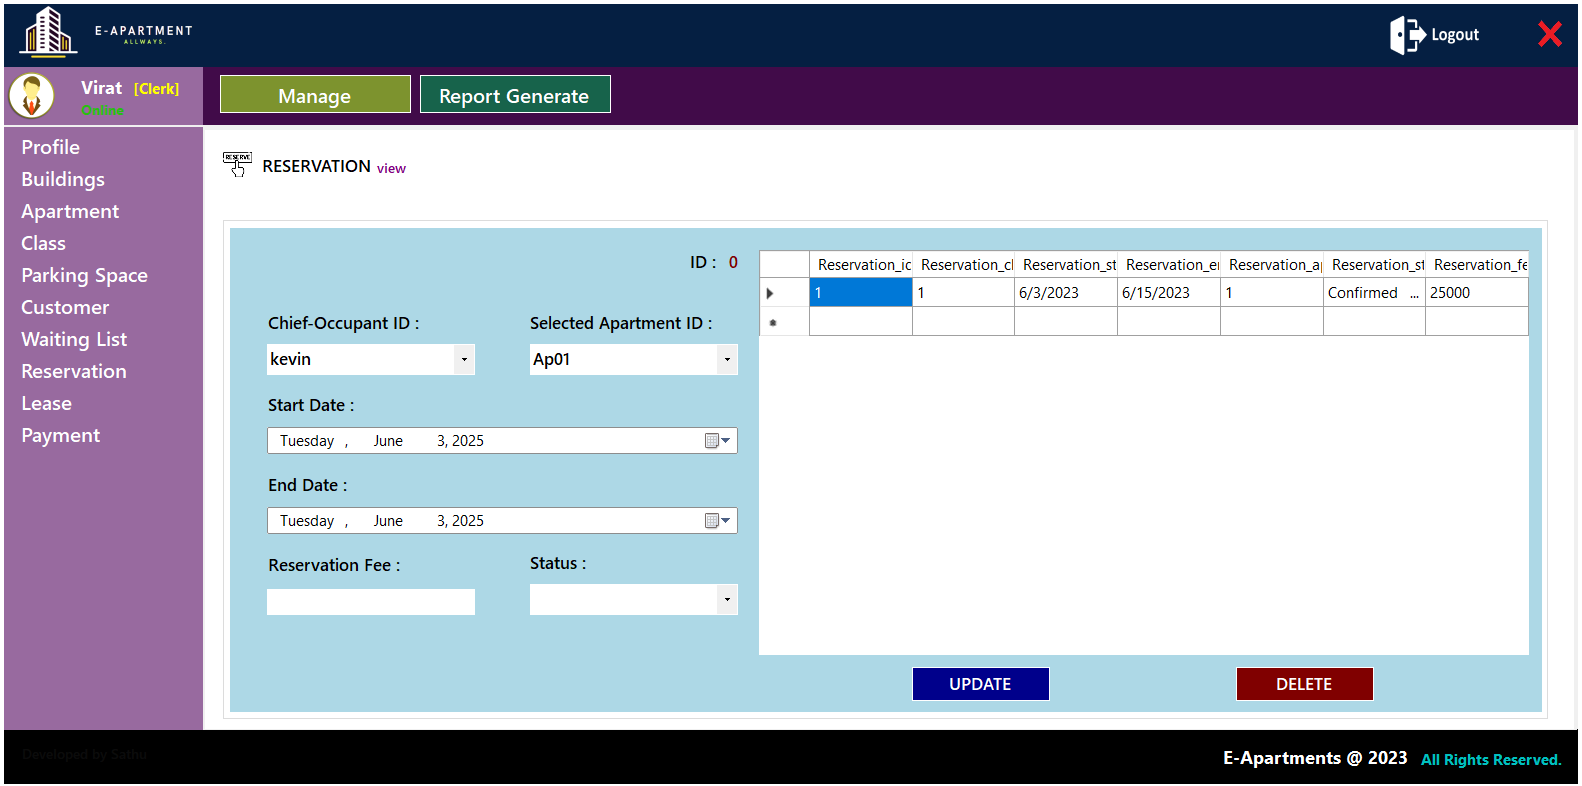 E-APARTMENT
ALLWAYS.
Logout
Virat [Clerk]
Online
Manage
Report Generate
Profile
Buildings
Apartment
Class
Parking Space
Customer
Waiting List
Reservation
Lease
Payment
RESERVE
RESERVATION view
ID : 0
Chief-Occupant ID :
Selected Apartment ID :
kevin
Ap01
Start Date :
Tuesday , June 3, 2025
End Date :
Tuesday , June 3, 2025
Reservation Fee :
Status :
Reservation_id Reservation_cl Reservation_st Reservation_er Reservation_ap Reservation_st Reservation_fe
1 1 6/3/2023 6/15/2023 1 Confirmed ... 25000
UPDATE
DELETE
Developed by Sathu
E-Apartments @ 2023 All Rights Reserved.